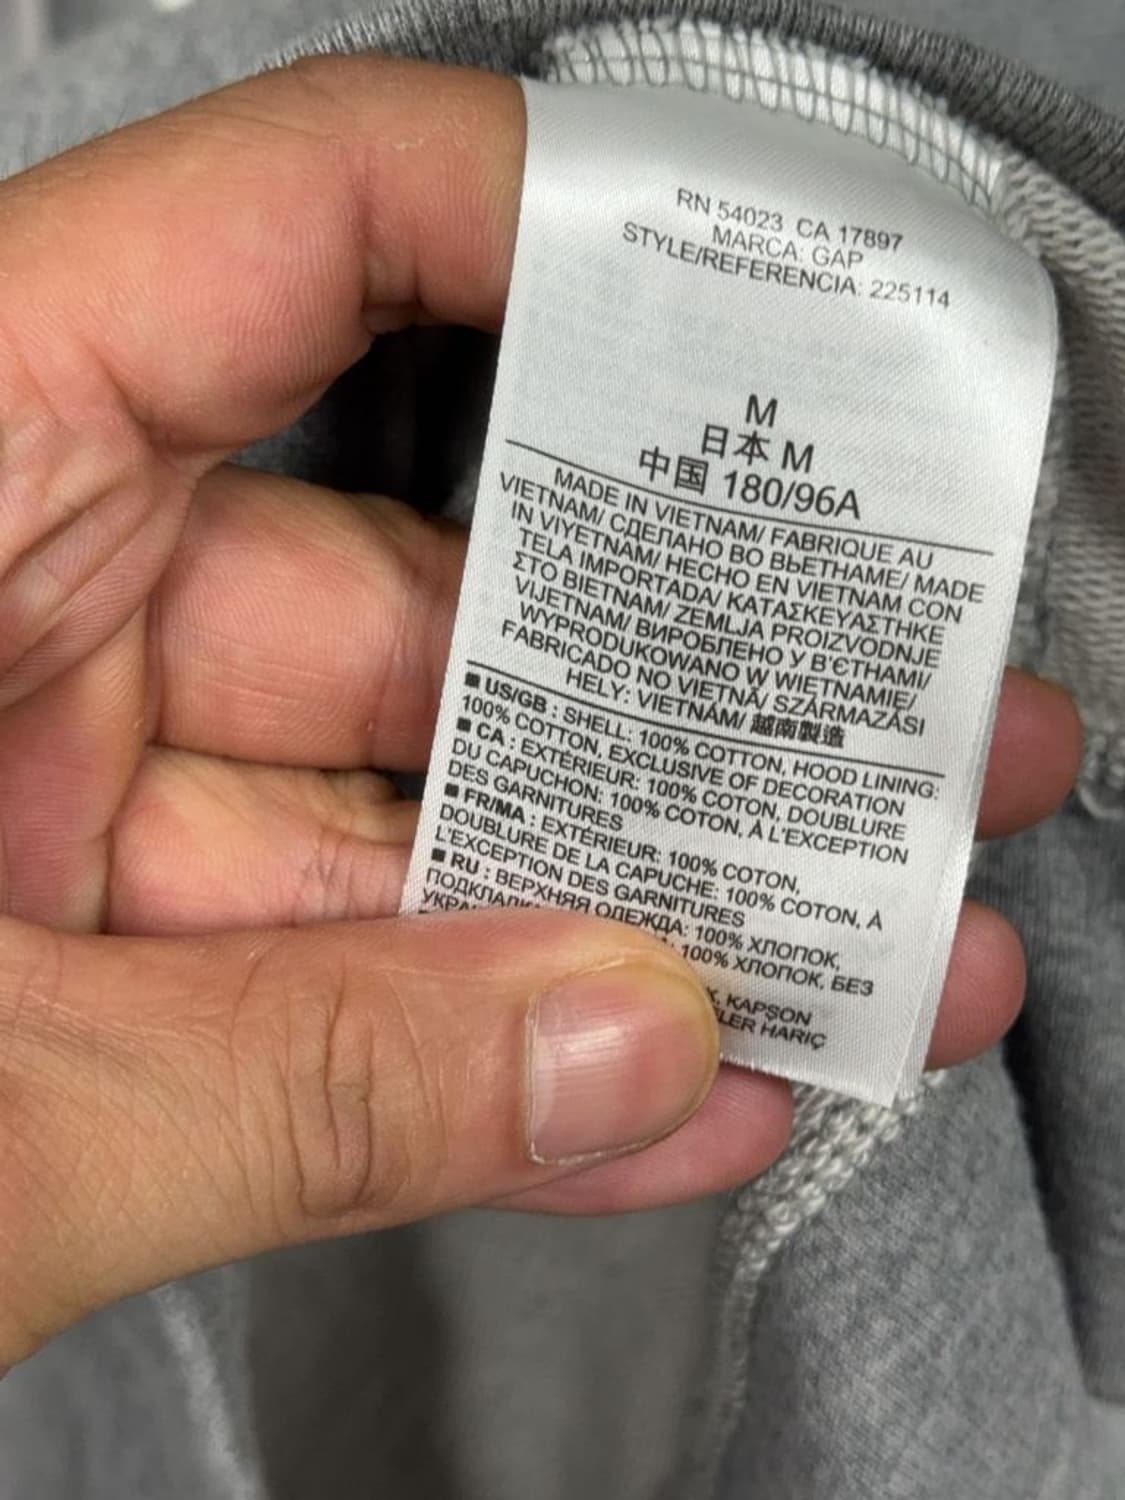 RN 54023 CA 17897
MARCA: GAP
STYLE/REFERENCIA: 225114
M
日本 M
中国 180/96A
MADE IN VIETNAM/ FABRIQUE AU
VIETNAM/ СДЕЛАНО ВО ВЬЕТНАМЕ/ MADE
IN VIYETNAM/ HECHO EN VIETNAM CON
TELA IMPORTADA/ ΚΑΤΑΣΚΕΥΑΣΤΗΚΕ
ΣΤΟ ΒΙΕΤΝΑΜ/ ZEMLJA PROIZVODNJE
VIJETNAM/ ВИРОБЛЕНО У В'ЄТНАМІ/
WYPRODUKOWANO W WIETNAMIE/
FABRICADO NO VIETNÃ/ SZÁRMAZÁSI
HELY: VIETNÁM/ 越南製造
■ US/GB : SHELL: 100% COTTON, HOOD LINING:
100% COTTON, EXCLUSIVE OF DECORATION
■ CA : EXTÉRIEUR: 100% COTON, DOUBLURE
DU CAPUCHON: 100% COTON, À L'EXCEPTION
DES GARNITURES
■ FR/MA : EXTÉRIEUR: 100% COTON,
DOUBLURE DE LA CAPUCHE: 100% COTON, À
L'EXCEPTION DES GARNITURES
■ RU : ВЕРХНЯЯ ОДЕЖДА: 100% ХЛОПОК,
100% ХЛОПОК, БЕЗ
KAPŞON
HARİÇ